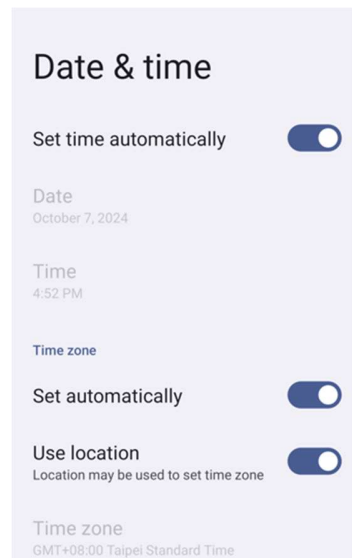 Date & time
Set time automatically
Date
October 7, 2024
Time
4:52 PM
Time zone
Set automatically
Use location
Location may be used to set time zone
Time zone
GMT+08:00 Taipei Standard Time